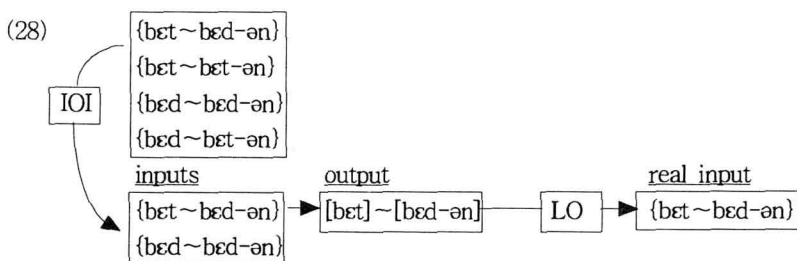 (28)
{bɛt~bɛd-ən}
{bɛt~bɛt-ən}
{bɛd~bɛd-ən}
{bɛd~bɛt-ən}
IOI
inputs output real input
{bɛt~bɛd-ən} [bɛt]~[bɛd-ən] LO {bɛt~bɛd-ən}
{bɛd~bɛd-ən}